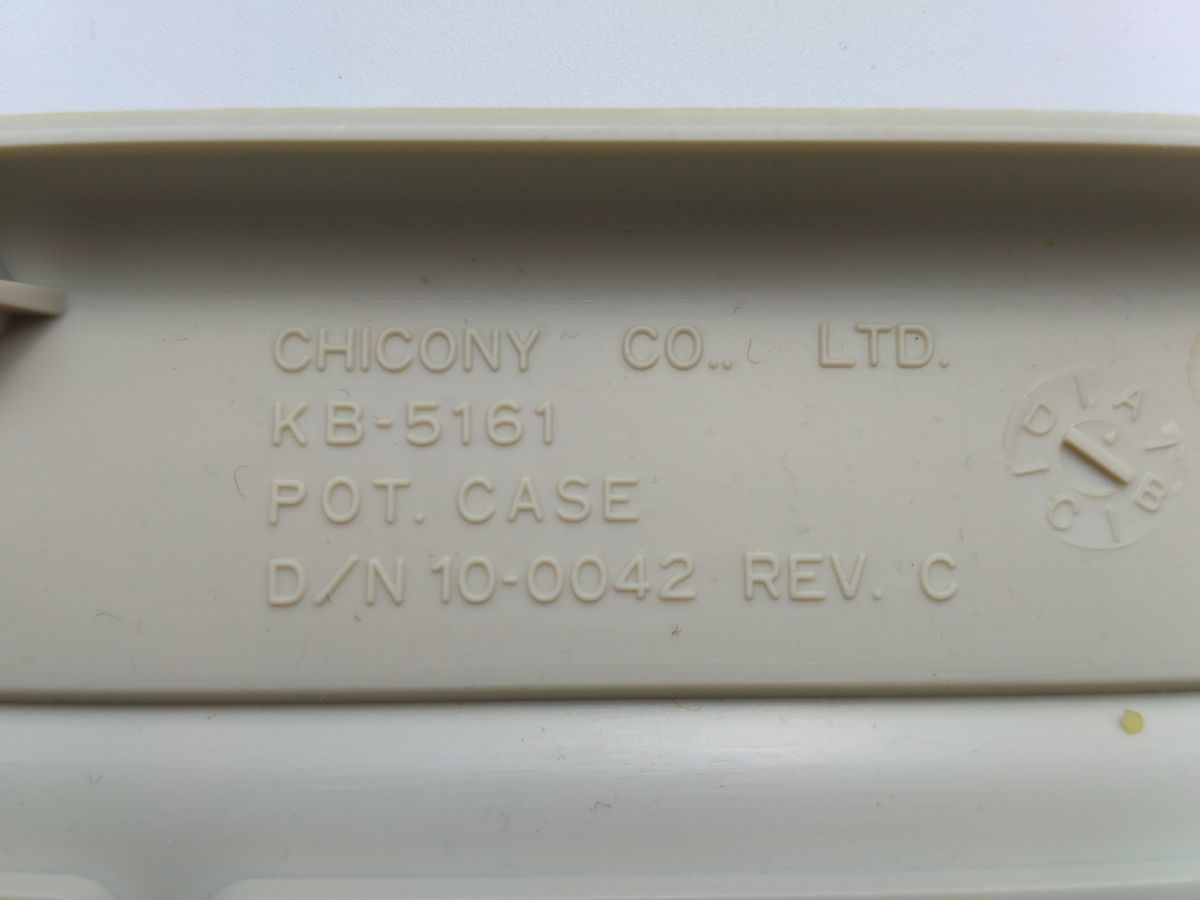 CHICONY CO.. LTD.
KB-5161
POT. CASE
D/N 10-0042 REV. C
A
B
C
D